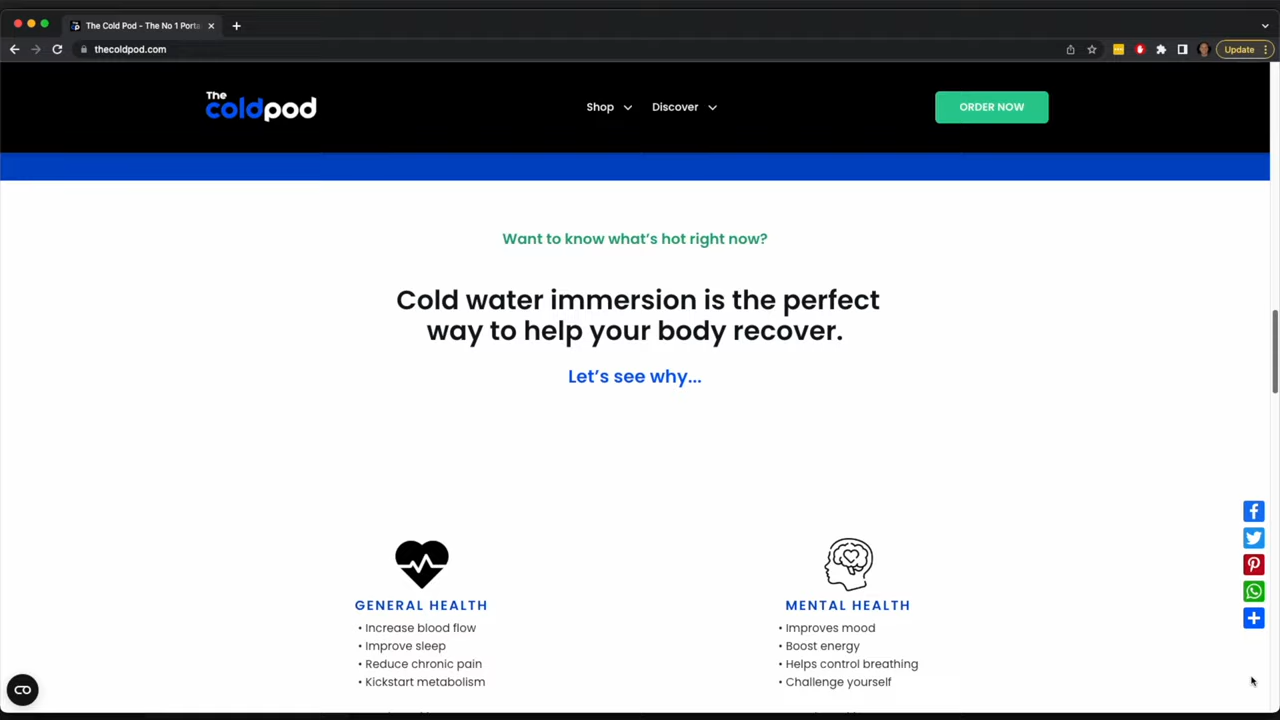 The Cold Pod - The No 1 Porta
thecoldpod.com
Update
The
coldpod
Shop
Discover
ORDER NOW
Want to know what's hot right now?
Cold water immersion is the perfect
way to help your body recover.
Let's see why...
GENERAL HEALTH
• Increase blood flow
• Improve sleep
• Reduce chronic pain
• Kickstart metabolism
MENTAL HEALTH
• Improves mood
• Boost energy
• Helps control breathing
• Challenge yourself